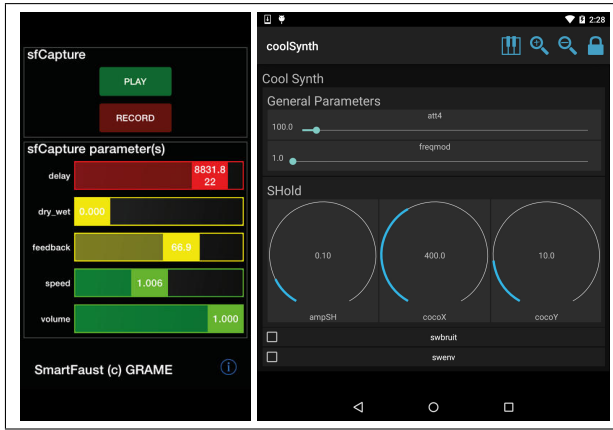 sfCapture
PLAY
RECORD
sfCapture parameter(s)
delay
8831.8
22
dry_wet
0.000
feedback
66.9
speed
1.006
volume
1.000
SmartFaust (c) GRAME
i
2:28
coolSynth
Cool Synth
General Parameters
att4
100.0
freqmod
1.0
SHold
0.10
400.0
10.0
ampSH
cocoX
cocoY
swbruit
swenv